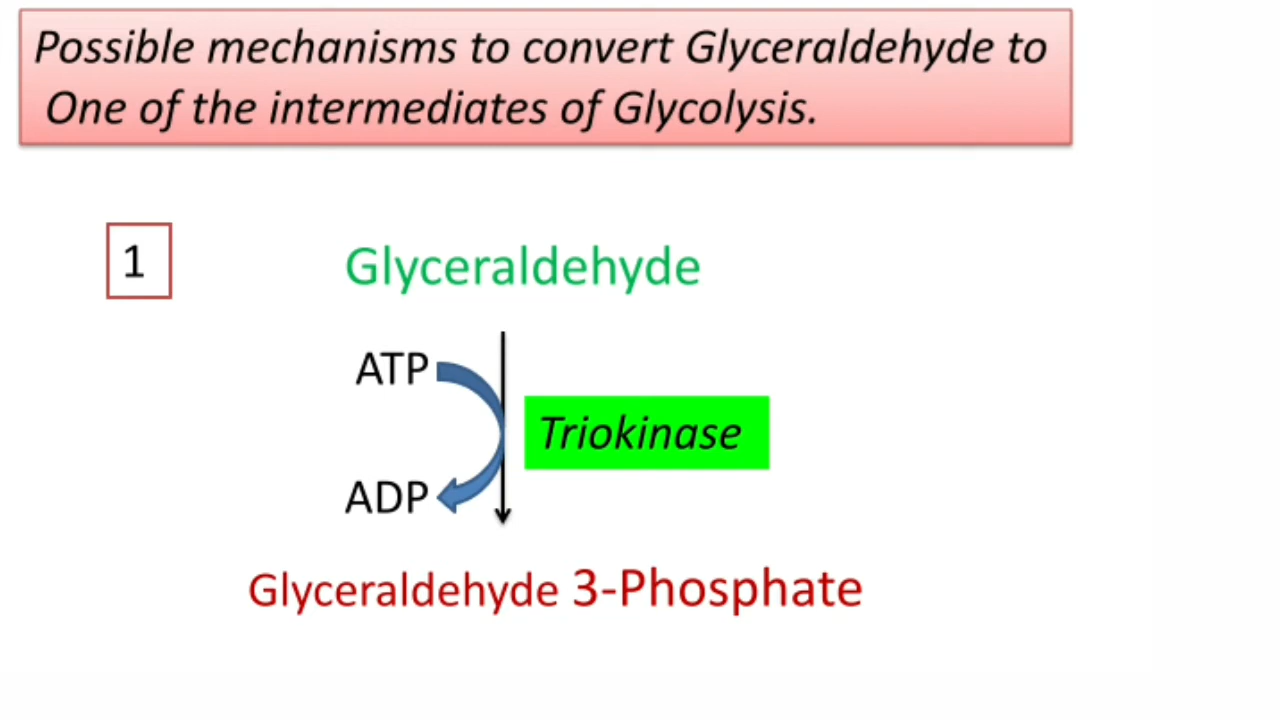 Possible mechanisms to convert Glyceraldehyde to
One of the intermediates of Glycolysis.
1
Glyceraldehyde
ATP
Triokinase
ADP
Glyceraldehyde 3-Phosphate